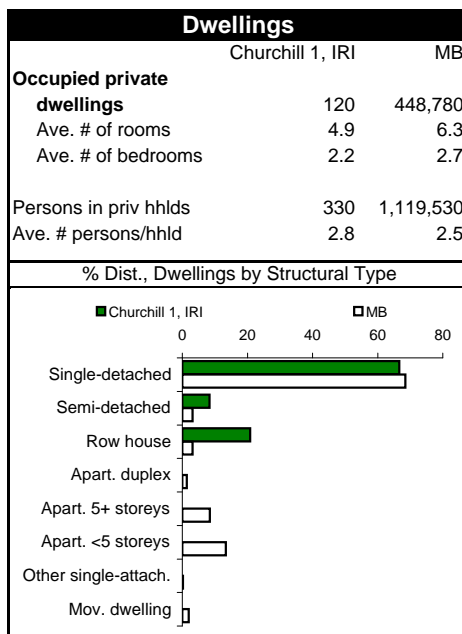 Dwellings
Churchill 1, IRI MB
Occupied private
dwellings 120 448,780
Ave. # of rooms 4.9 6.3
Ave. # of bedrooms 2.2 2.7
Persons in priv hhlds 330 1,119,530
Ave. # persons/hhld 2.8 2.5
% Dist., Dwellings by Structural Type
Churchill 1, IRI MB
0 20 40 60 80
Single-detached
Semi-detached
Row house
Apart. duplex
Apart. 5+ storeys
Apart. <5 storeys
Other single-attach.
Mov. dwelling